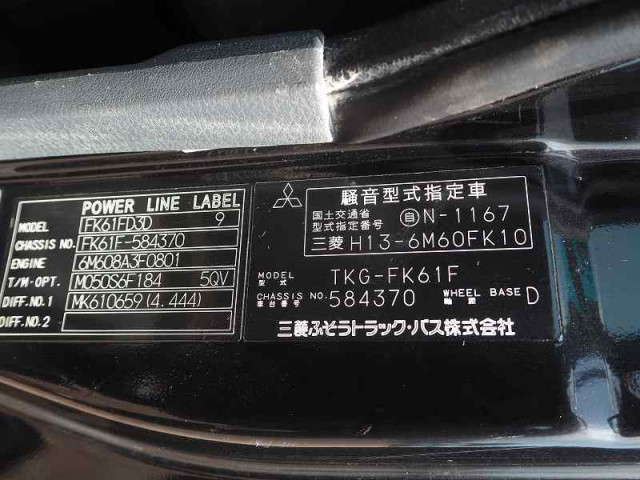 POWER LINE LABEL
MODEL FK61FD3D 9
CHASSIS NO. FK61F-584370
ENGINE 6M608A3F0801
T/M・OPT. M050S6F184 5QV
DIFF.NO.1 MK610659(4.444)
DIFF.NO.2
騒音型式指定車
国土交通省
型式指定番号 自N-1167
三菱 H13-6M60FK10
MODEL
型式 TKG-FK61F
CHASSIS NO.
車台番号 584370 WHEEL BASE
軸距 D
三菱ふそうトラック・バス株式会社